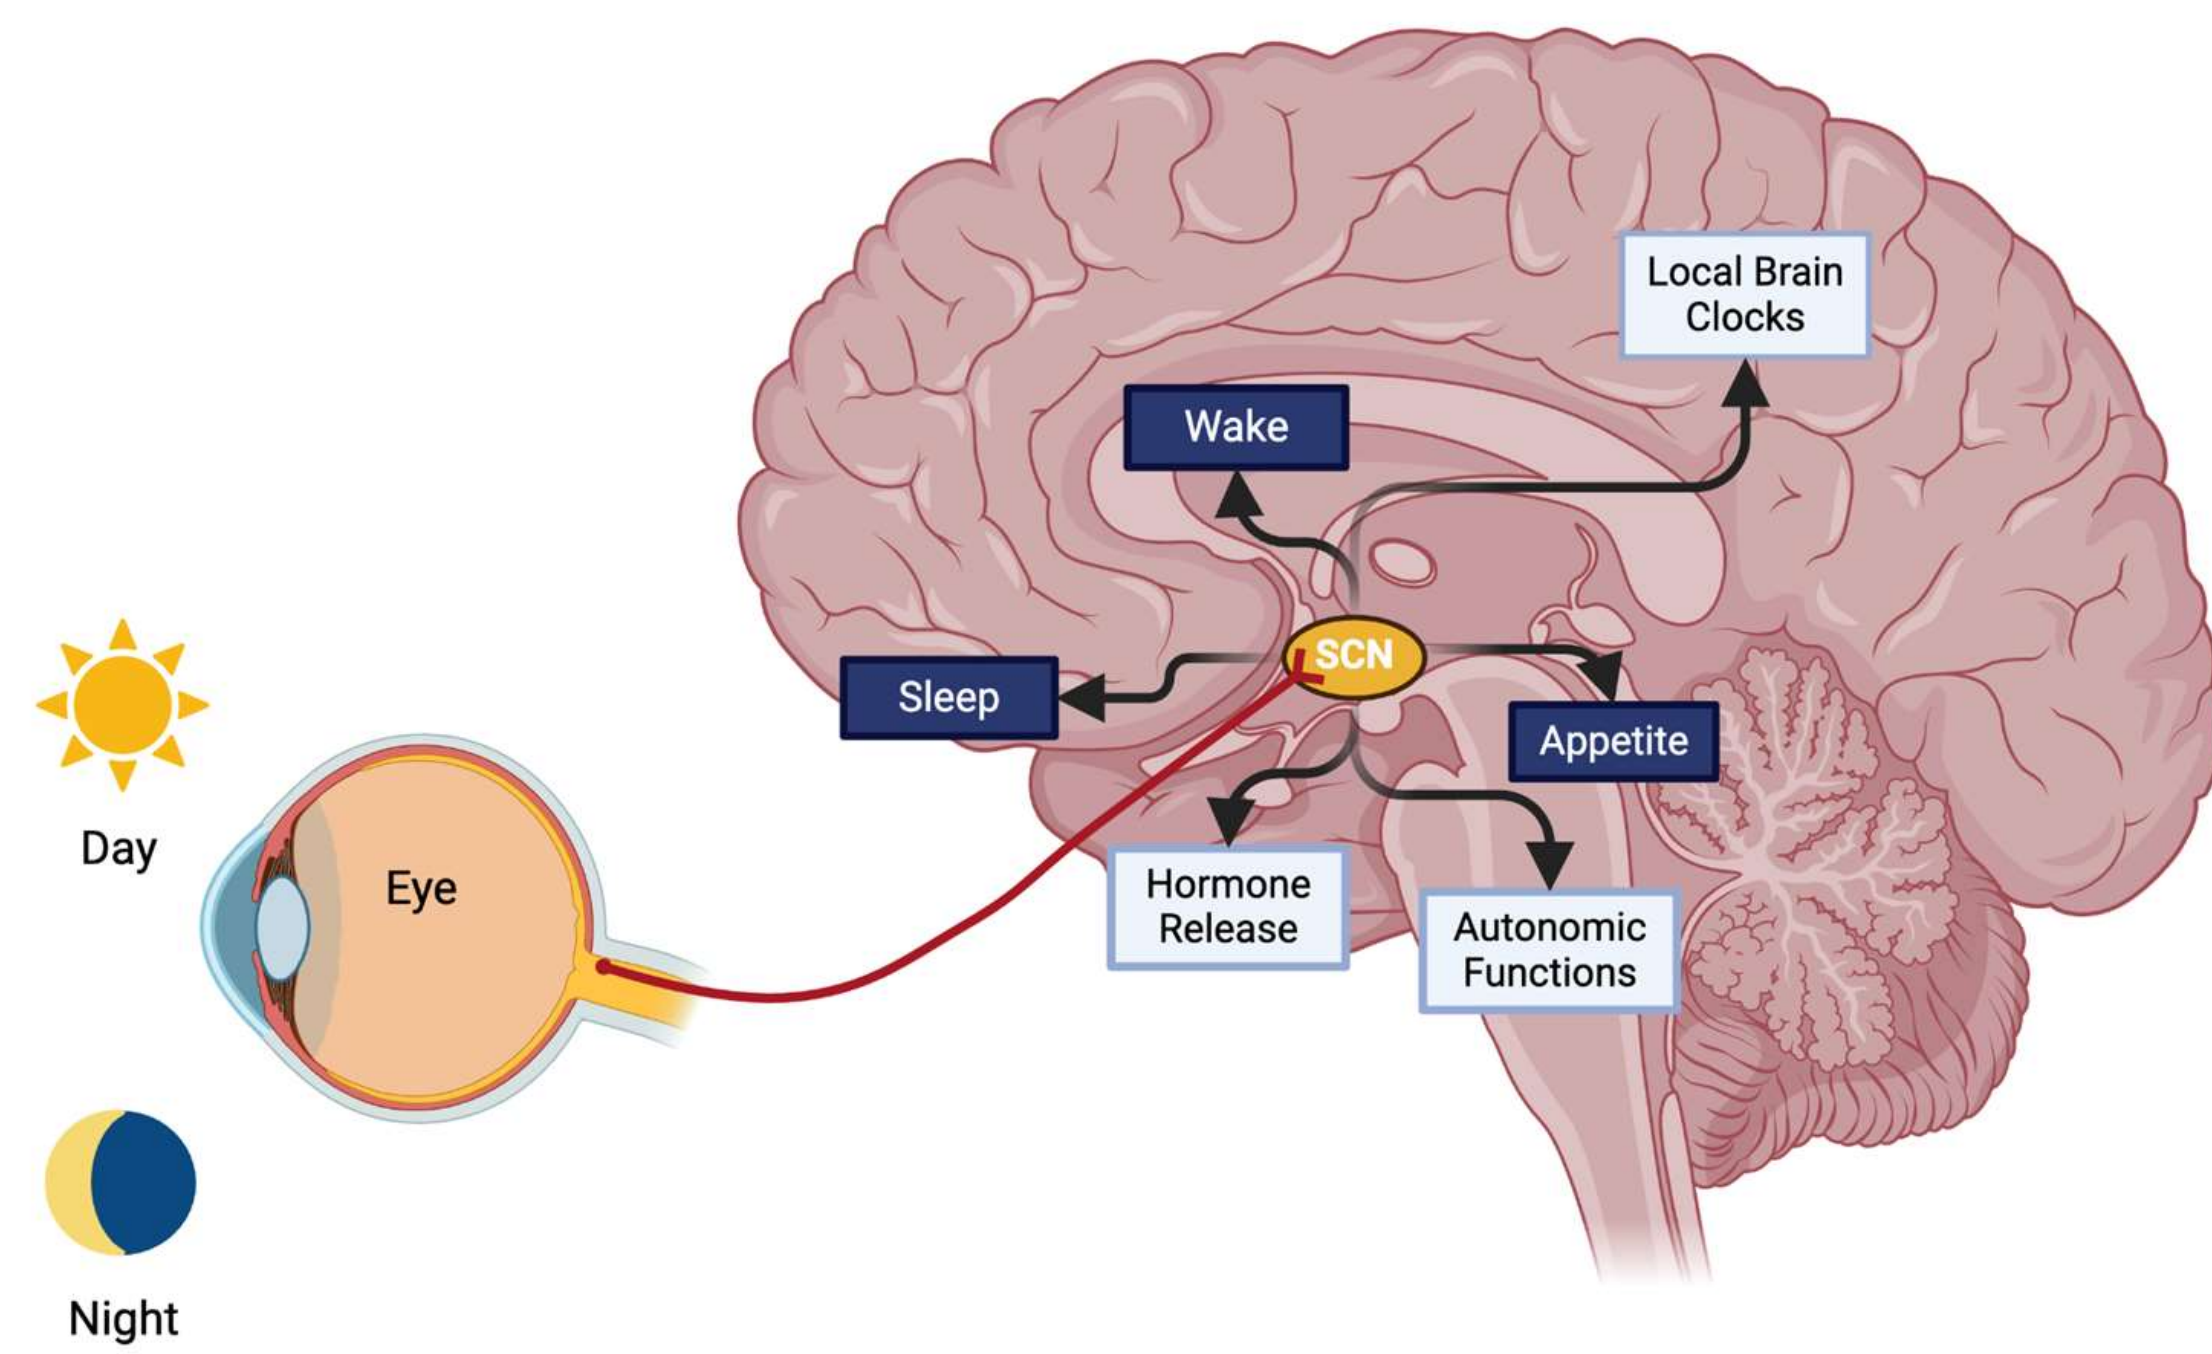 Local Brain
Clocks
Wake
SCN
Sleep
Appetite
Day
Eye
Hormone
Release
Autonomic
Functions
Night